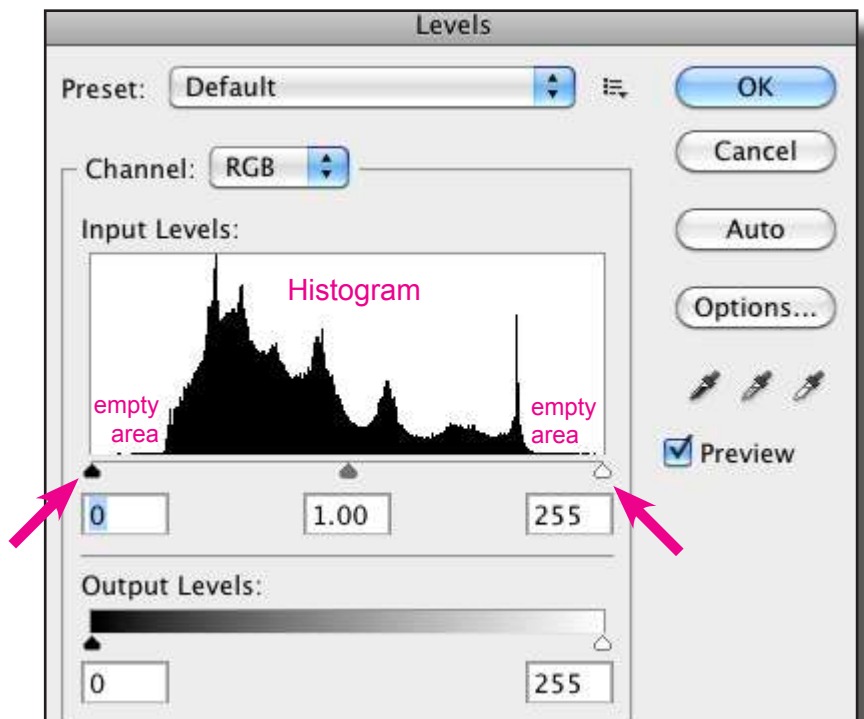 Levels
Preset: Default
OK
Channel: RGB
Cancel
Input Levels:
Auto
Histogram
Options...
empty
area
empty
area
Preview
0 1.00 255
Output Levels:
0 255